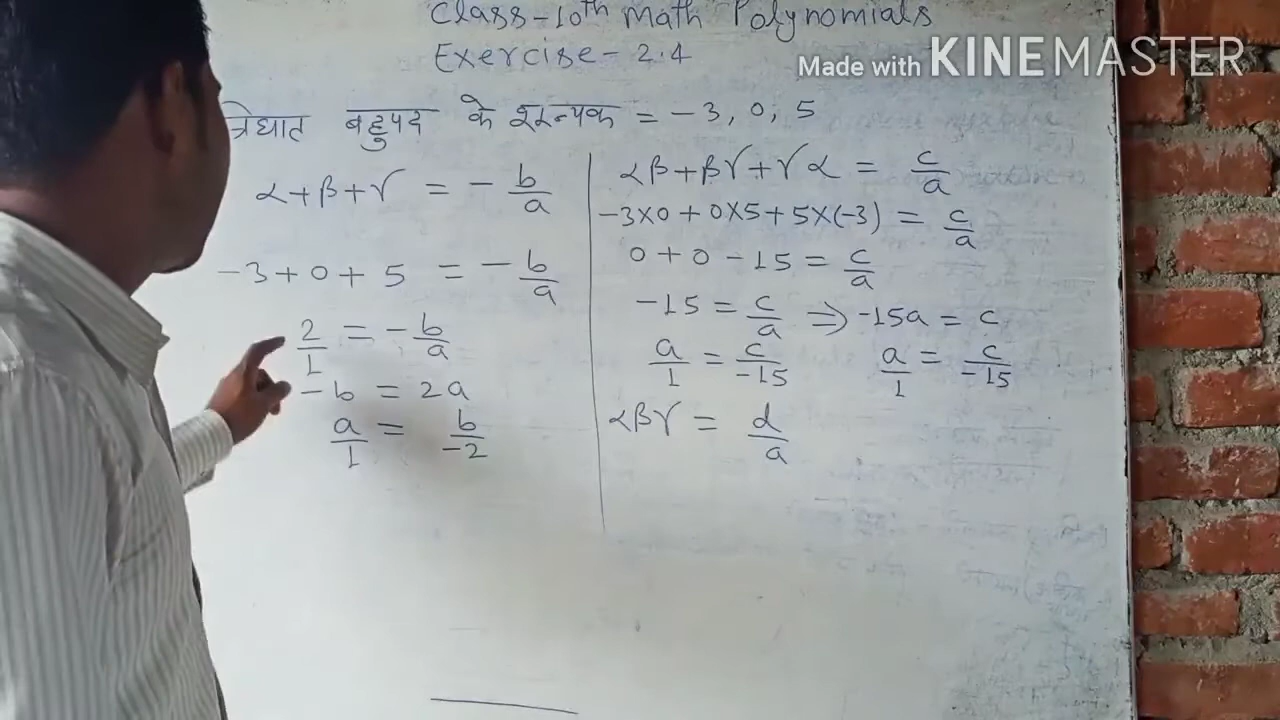 Class-10th Math Polynomials
Exercise - 2.4
Made with KINEMASTER
त्रिघात बहुपद के शून्यक = -3, 0, 5
α+β+γ = -b/a
-3+0+5 = -b/a
2/1 = -b/a
-b = 2a
a/1 = b/-2
αβ+βγ+γα = c/a
-3×0+0×5+5×(-3) = c/a
0+0-15 = c/a
-15 = c/a ⇒ -15a = c
a/1 = c/-15 a/1 = c/-15
αβγ = d/a